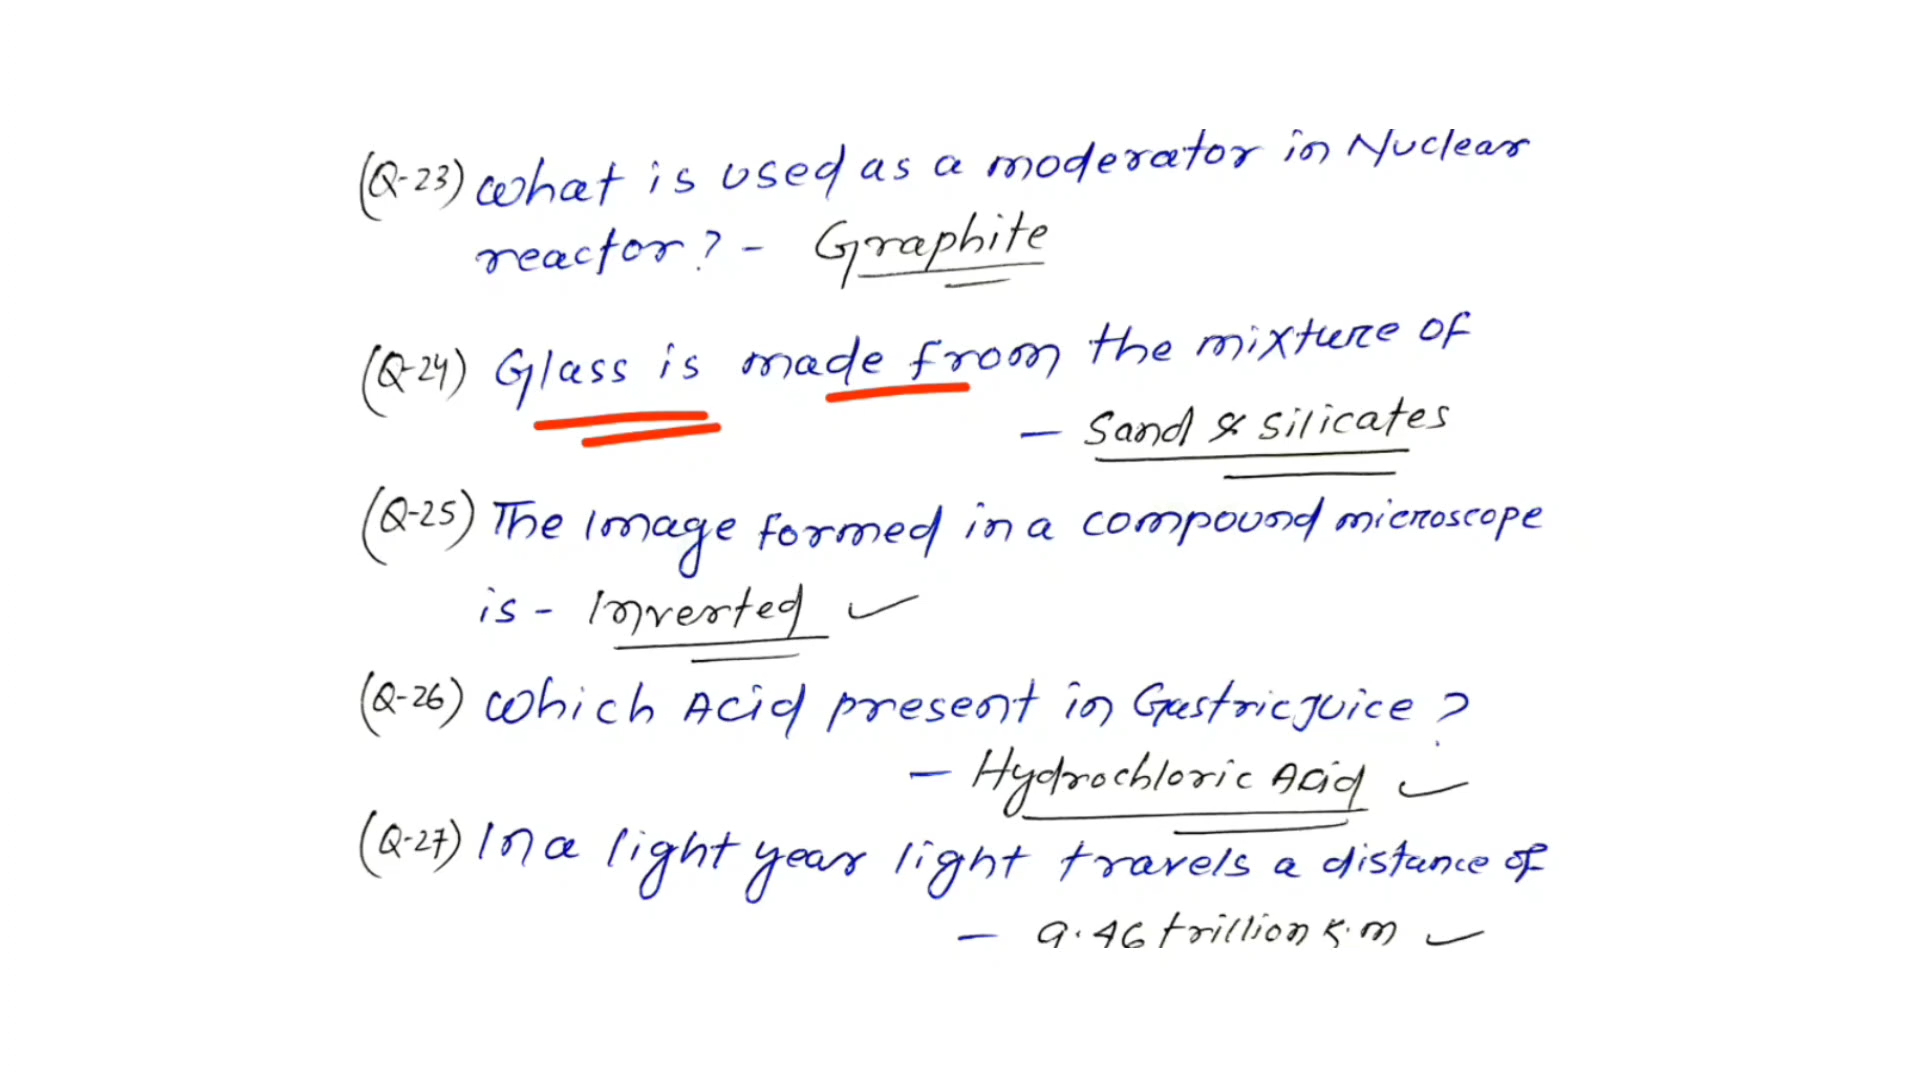 (Q-23) What is used as a moderator in Nuclear
reactor? - Graphite
(Q-24) Glass is made from the mixture of
- Sand & Silicates
(Q-25) The Image formed in a compound microscope
is - Inverted ✓
(Q-26) Which Acid present in Gastric Juice?
- Hydrochloric Acid ✓
(Q-27) In a light year light travels a distance of
- 9.46 trillion K.m ✓